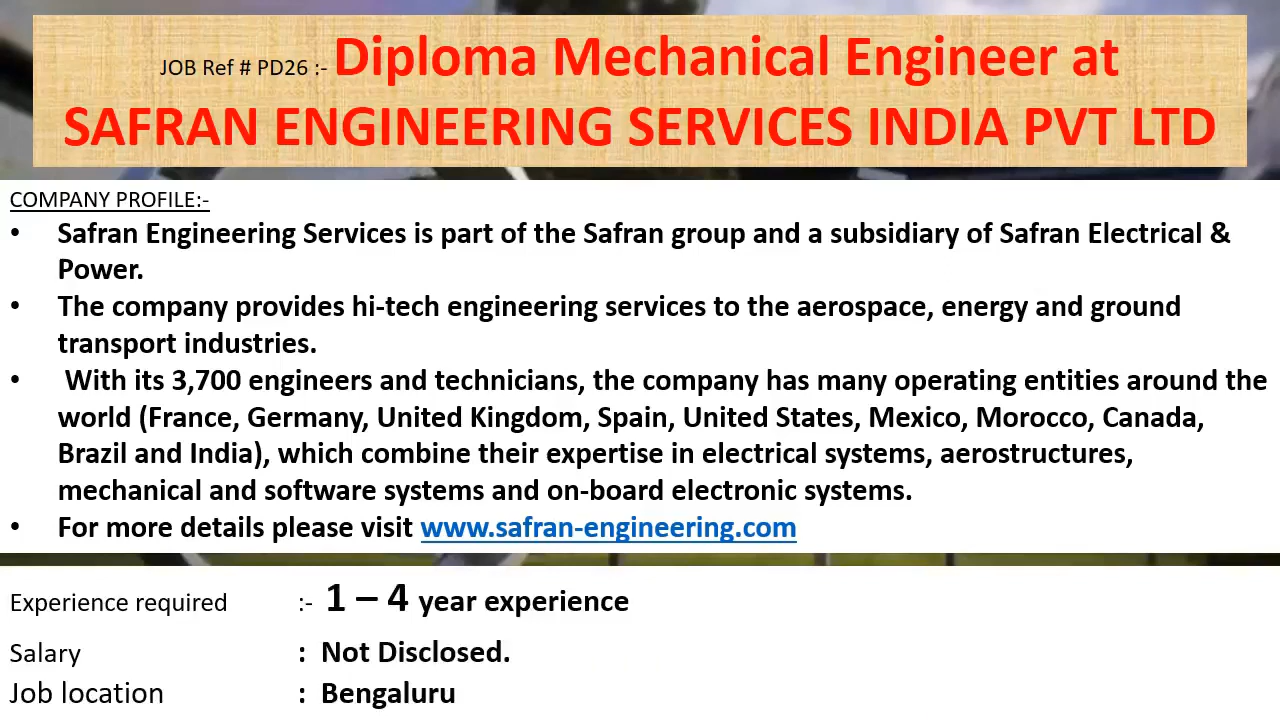 JOB Ref # PD26 :- Diploma Mechanical Engineer at
SAFRAN ENGINEERING SERVICES INDIA PVT LTD
COMPANY PROFILE:-
• Safran Engineering Services is part of the Safran group and a subsidiary of Safran Electrical &
Power.
• The company provides hi-tech engineering services to the aerospace, energy and ground
transport industries.
• With its 3,700 engineers and technicians, the company has many operating entities around the
world (France, Germany, United Kingdom, Spain, United States, Mexico, Morocco, Canada,
Brazil and India), which combine their expertise in electrical systems, aerostructures,
mechanical and software systems and on-board electronic systems.
• For more details please visit www.safran-engineering.com
Experience required :- 1 – 4 year experience
Salary : Not Disclosed.
Job location : Bengaluru